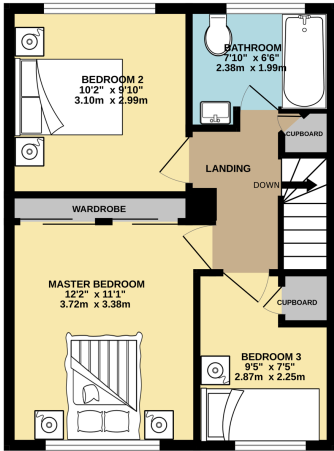 BATHROOM
7'10" x 6'6"
2.38m x 1.99m
BEDROOM 2
10'2" x 9'10"
3.10m x 2.99m
CUPBOARD
LANDING
DOWN
WARDROBE
MASTER BEDROOM
12'2" x 11'1"
3.72m x 3.38m
CUPBOARD
BEDROOM 3
9'5" x 7'5"
2.87m x 2.25m